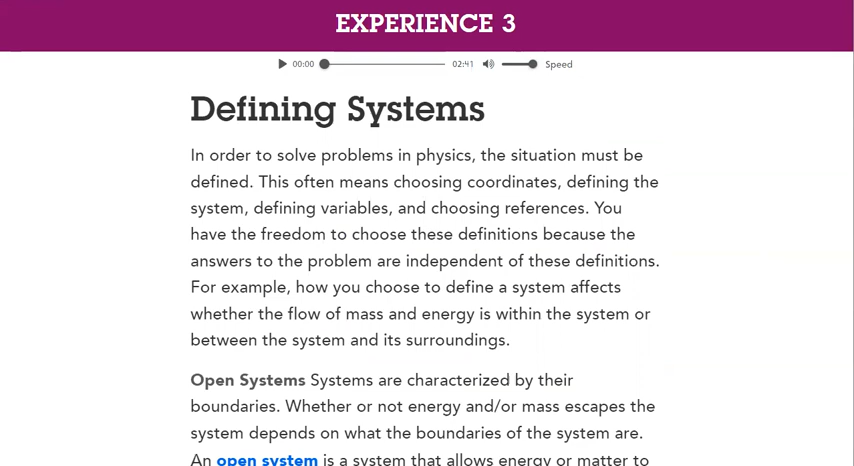 EXPERIENCE 3
00:00 02:41 Speed
Defining Systems
In order to solve problems in physics, the situation must be
defined. This often means choosing coordinates, defining the
system, defining variables, and choosing references. You
have the freedom to choose these definitions because the
answers to the problem are independent of these definitions.
For example, how you choose to define a system affects
whether the flow of mass and energy is within the system or
between the system and its surroundings.
Open Systems Systems are characterized by their
boundaries. Whether or not energy and/or mass escapes the
system depends on what the boundaries of the system are.
An open system is a system that allows energy or matter to